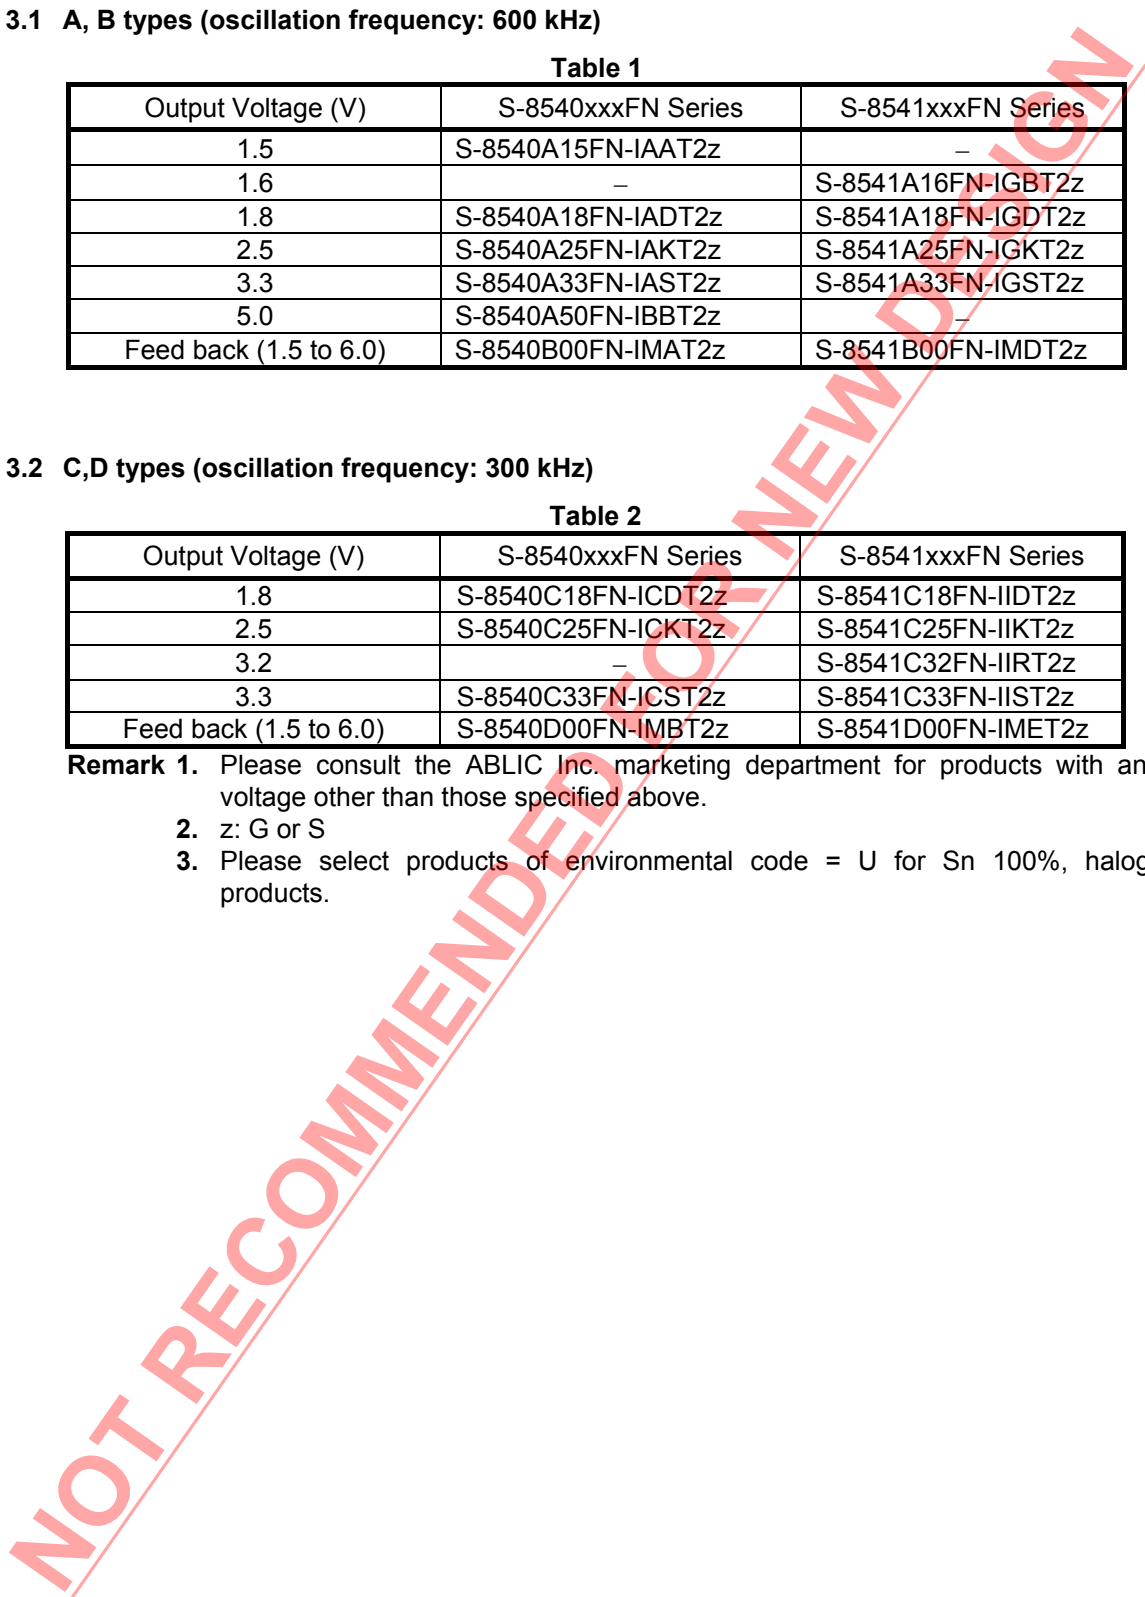 3.1 A, B types (oscillation frequency: 600 kHz)
Table 1
Output Voltage (V) S-8540xxxFN Series S-8541xxxFN Series
1.5 S-8540A15FN-IAAT2z −
1.6 − S-8541A16FN-IGBT2z
1.8 S-8540A18FN-IADT2z S-8541A18FN-IGDT2z
2.5 S-8540A25FN-IAKT2z S-8541A25FN-IGKT2z
3.3 S-8540A33FN-IAST2z S-8541A33FN-IGST2z
5.0 S-8540A50FN-IBBT2z −
Feed back (1.5 to 6.0) S-8540B00FN-IMAT2z S-8541B00FN-IMDT2z
3.2 C,D types (oscillation frequency: 300 kHz)
Table 2
Output Voltage (V) S-8540xxxFN Series S-8541xxxFN Series
1.8 S-8540C18FN-ICDT2z S-8541C18FN-IIDT2z
2.5 S-8540C25FN-ICKT2z S-8541C25FN-IIKT2z
3.2 − S-8541C32FN-IIRT2z
3.3 S-8540C33FN-ICST2z S-8541C33FN-IIST2z
Feed back (1.5 to 6.0) S-8540D00FN-IMBT2z S-8541D00FN-IMET2z
Remark 1. Please consult the ABLIC Inc. marketing department for products with an
voltage other than those specified above.
2. z: G or S
3. Please select products of environmental code = U for Sn 100%, halog
products.
NOT RECOMMENDED FOR NEW DESIGN